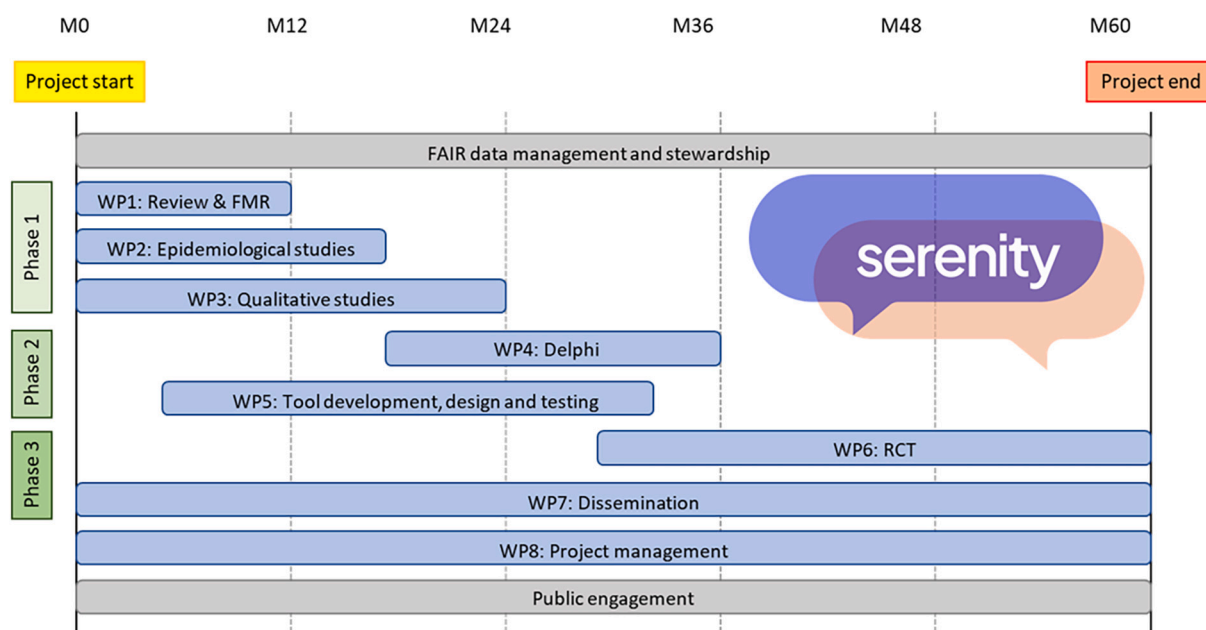 M0 M12 M24 M36 M48 M60
Project start
Project end
FAIR data management and stewardship
Phase 1
WP1: Review & FMR
WP2: Epidemiological studies
WP3: Qualitative studies
serenity
Phase 2
WP4: Delphi
WP5: Tool development, design and testing
Phase 3
WP6: RCT
WP7: Dissemination
WP8: Project management
Public engagement